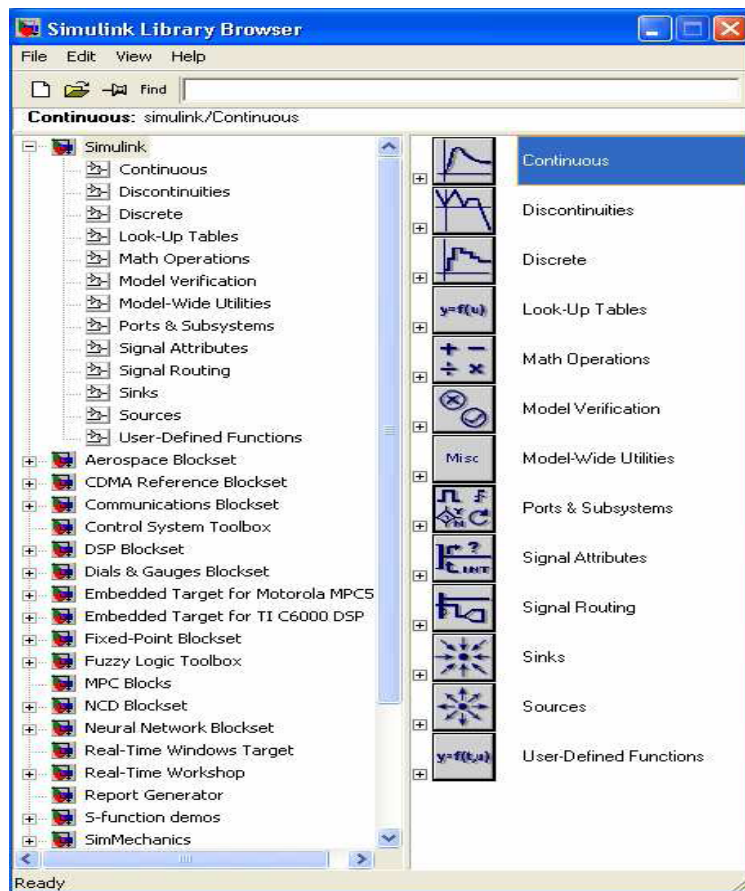 Simulink Library Browser
File Edit View Help
Find
Continuous: simulink/Continuous
Simulink
Continuous
Discontinuities
Discrete
Look-Up Tables
Math Operations
Model Verification
Model-Wide Utilities
Ports & Subsystems
Signal Attributes
Signal Routing
Sinks
Sources
User-Defined Functions
Aerospace Blockset
CDMA Reference Blockset
Communications Blockset
Control System Toolbox
DSP Blockset
Dials & Gauges Blockset
Embedded Target for Motorola MPC5
Embedded Target for TI C6000 DSP
Fixed-Point Blockset
Fuzzy Logic Toolbox
MPC Blocks
NCD Blockset
Neural Network Blockset
Real-Time Windows Target
Real-Time Workshop
Report Generator
S-function demos
SimMechanics
Continuous
Discontinuities
Discrete
y=f(u) Look-Up Tables
+ − ÷ × Math Operations
Model Verification
Misc Model-Wide Utilities
Ports & Subsystems
? INT Signal Attributes
Signal Routing
Sinks
Sources
y=f(t,u) User-Defined Functions
Ready